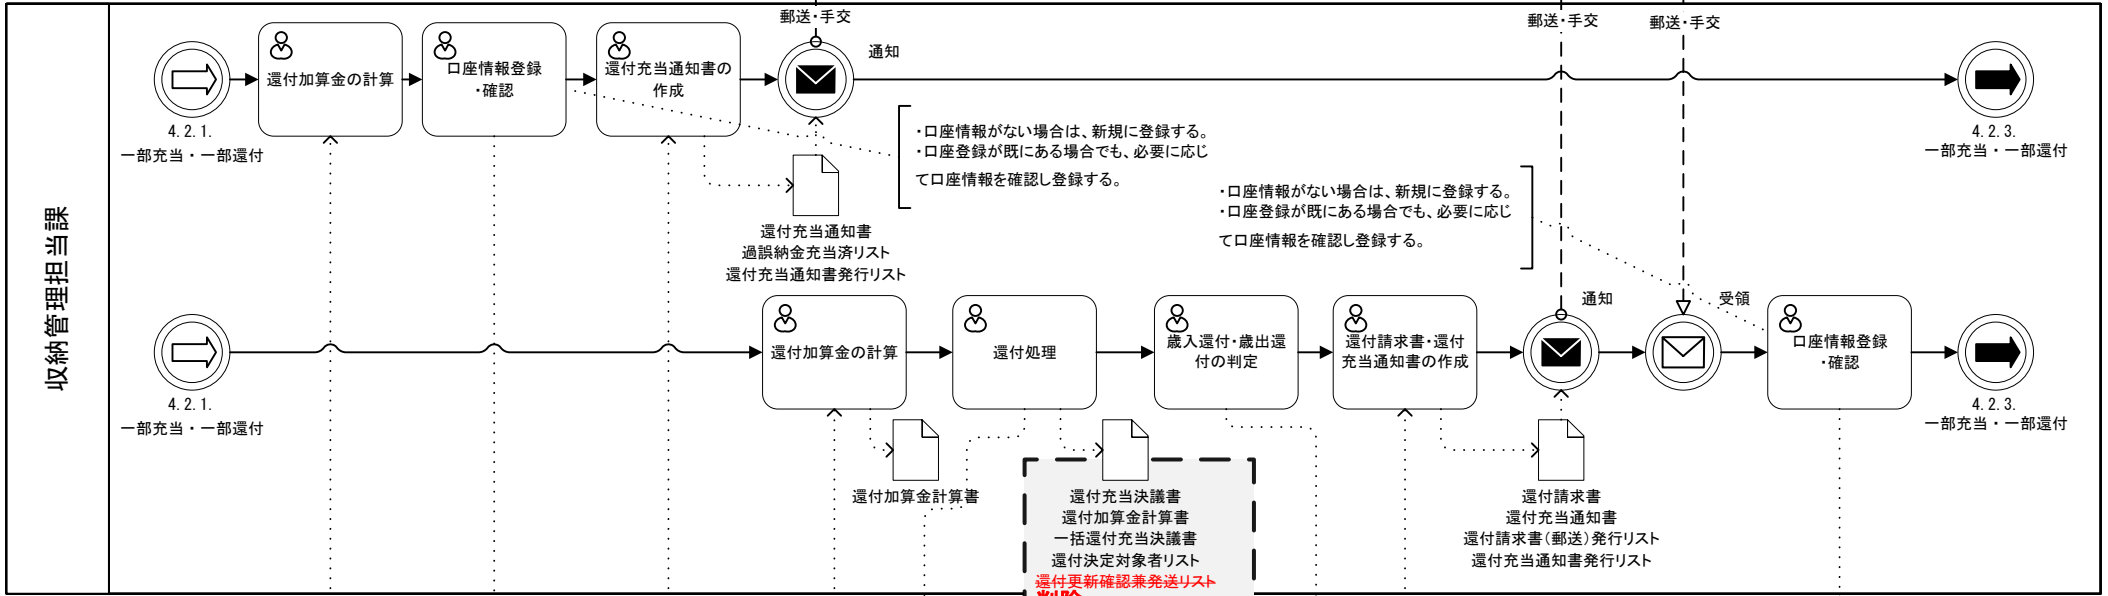 収納管理担当課
郵送・手交
郵送・手交
郵送・手交
4.2.1.
一部充当・一部還付
還付加算金の計算
口座情報登録
・確認
還付充当通知書の
作成
通知
4.2.3.
一部充当・一部還付
・口座情報がない場合は、新規に登録する。
・口座登録が既にある場合でも、必要に応じ
て口座情報を確認し登録する。
還付充当通知書
過誤納金充当済リスト
還付充当通知書発行リスト
・口座情報がない場合は、新規に登録する。
・口座登録が既にある場合でも、必要に応じ
て口座情報を確認し登録する。
4.2.1.
一部充当・一部還付
還付加算金の計算
還付処理
歳入還付・歳出還
付の判定
還付請求書・還付
充当通知書の作成
通知
受領
口座情報登録
・確認
4.2.3.
一部充当・一部還付
還付加算金計算書
還付充当決議書
還付加算金計算書
一括還付充当決議書
還付決定対象者リスト
還付更新確認兼発送リスト
削除
還付請求書
還付充当通知書
還付請求書(郵送)発行リスト
還付充当通知書発行リスト